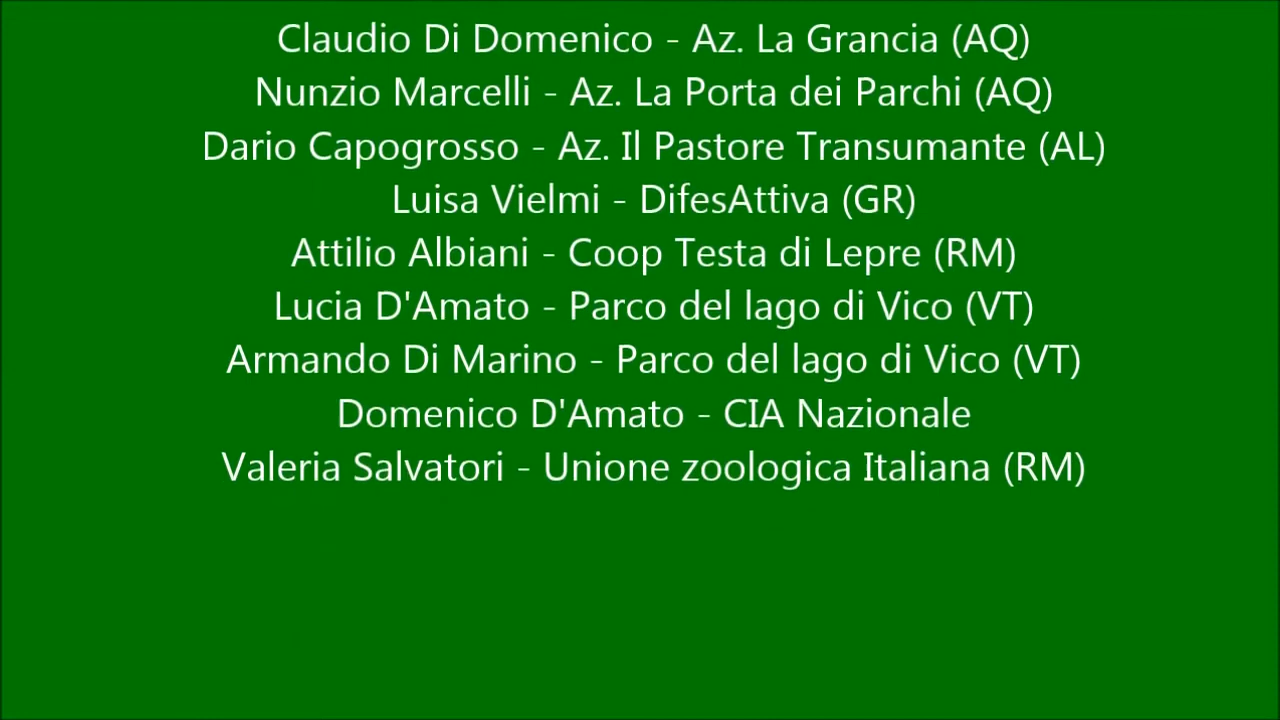 Claudio Di Domenico - Az. La Grancia (AQ)
Nunzio Marcelli - Az. La Porta dei Parchi (AQ)
Dario Capogrosso - Az. Il Pastore Transumante (AL)
Luisa Vielmi - DifesAttiva (GR)
Attilio Albiani - Coop Testa di Lepre (RM)
Lucia D'Amato - Parco del lago di Vico (VT)
Armando Di Marino - Parco del lago di Vico (VT)
Domenico D'Amato - CIA Nazionale
Valeria Salvatori - Unione zoologica Italiana (RM)